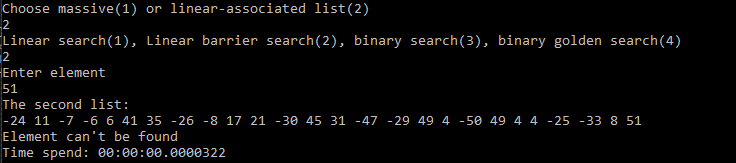 Choose massive(1) or linear-associated list(2)
2
Linear search(1), Linear barrier search(2), binary search(3), binary golden search(4)
2
Enter element
51
The second list:
-24 11 -7 -6 6 41 35 -26 -8 17 21 -30 45 31 -47 -29 49 4 -50 49 4 4 -25 -33 8 51
Element can't be found
Time spend: 00:00:00.0000322